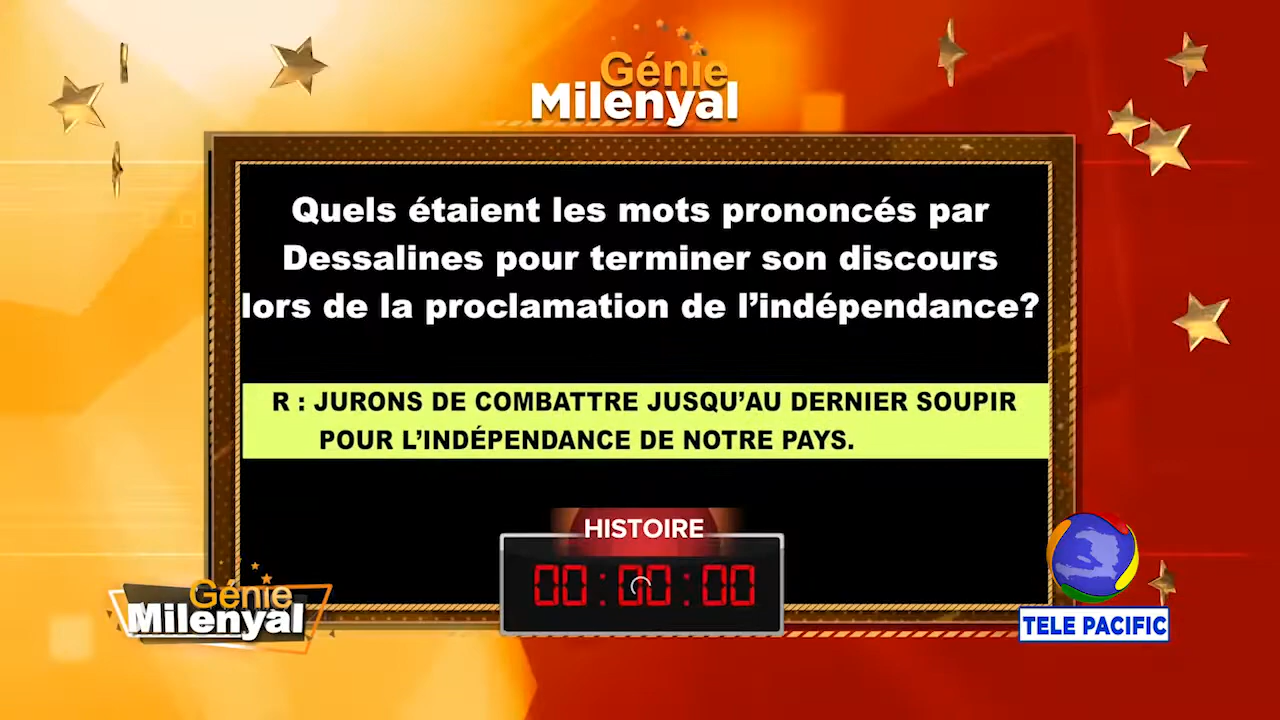 Génie
Milenyal
Quels étaient les mots prononcés par
Dessalines pour terminer son discours
lors de la proclamation de l’indépendance?
R : JURONS DE COMBATTRE JUSQU’AU DERNIER SOUPIR
POUR L’INDÉPENDANCE DE NOTRE PAYS.
HISTOIRE
00:00:00
Génie
Milenyal
TELE PACIFIC